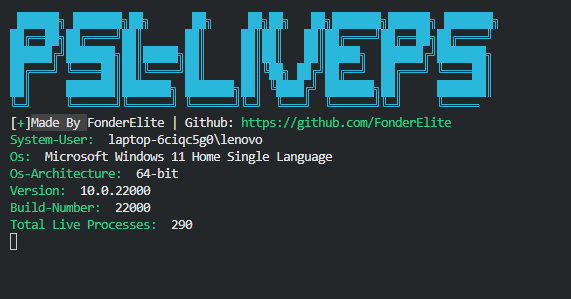 PSL-LIVEPS
[+]Made By FonderElite | Github: https://github.com/FonderElite
System-User: laptop-6ciqc5g0\lenovo
Os: Microsoft Windows 11 Home Single Language
Os-Architecture: 64-bit
Version: 10.0.22000
Build-Number: 22000
Total Live Processes: 290